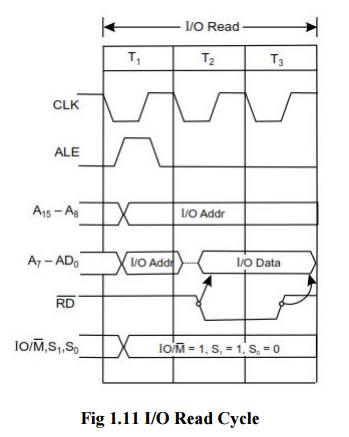 I/O Read
T₁ T₂ T₃
CLK
ALE
A₁₅ – A₈ I/O Addr
A₇ – AD₀ I/O Addr I/O Data
R̅D̅
IO/M̅,S₁,S₀ IO/M̅ = 1, S₁ = 1, S₀ = 0
Fig 1.11 I/O Read Cycle